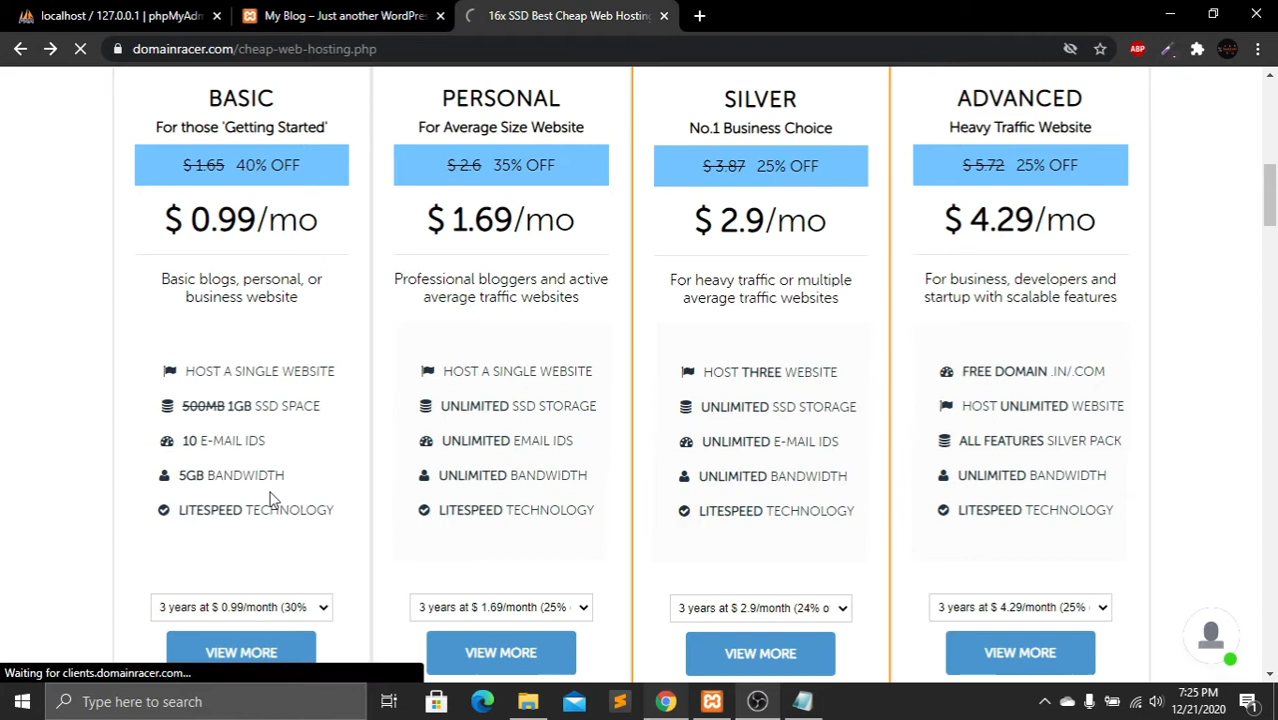 localhost / 127.0.0.1 | phpMyAdm
My Blog – Just another WordPres
16x SSD Best Cheap Web Hosting
domainracer.com/cheap-web-hosting.php
ABP
BASIC
For those 'Getting Started'
$ 1.65 40% OFF
$ 0.99/mo
Basic blogs, personal, or
business website
HOST A SINGLE WEBSITE
500MB 1GB SSD SPACE
10 E-MAIL IDS
5GB BANDWIDTH
LITESPEED TECHNOLOGY
3 years at $ 0.99/month (30%
VIEW MORE
PERSONAL
For Average Size Website
$ 2.6 35% OFF
$ 1.69/mo
Professional bloggers and active
average traffic websites
HOST A SINGLE WEBSITE
UNLIMITED SSD STORAGE
UNLIMITED EMAIL IDS
UNLIMITED BANDWIDTH
LITESPEED TECHNOLOGY
3 years at $ 1.69/month (25%
VIEW MORE
SILVER
No.1 Business Choice
$ 3.87 25% OFF
$ 2.9/mo
For heavy traffic or multiple
average traffic websites
HOST THREE WEBSITE
UNLIMITED SSD STORAGE
UNLIMITED E-MAIL IDS
UNLIMITED BANDWIDTH
LITESPEED TECHNOLOGY
3 years at $ 2.9/month (24% o
VIEW MORE
ADVANCED
Heavy Traffic Website
$ 5.72 25% OFF
$ 4.29/mo
For business, developers and
startup with scalable features
FREE DOMAIN .IN/.COM
HOST UNLIMITED WEBSITE
ALL FEATURES SILVER PACK
UNLIMITED BANDWIDTH
LITESPEED TECHNOLOGY
3 years at $ 4.29/month (25%
VIEW MORE
Waiting for clients.domainracer.com...
Type here to search
7:25 PM
12/21/2020
1